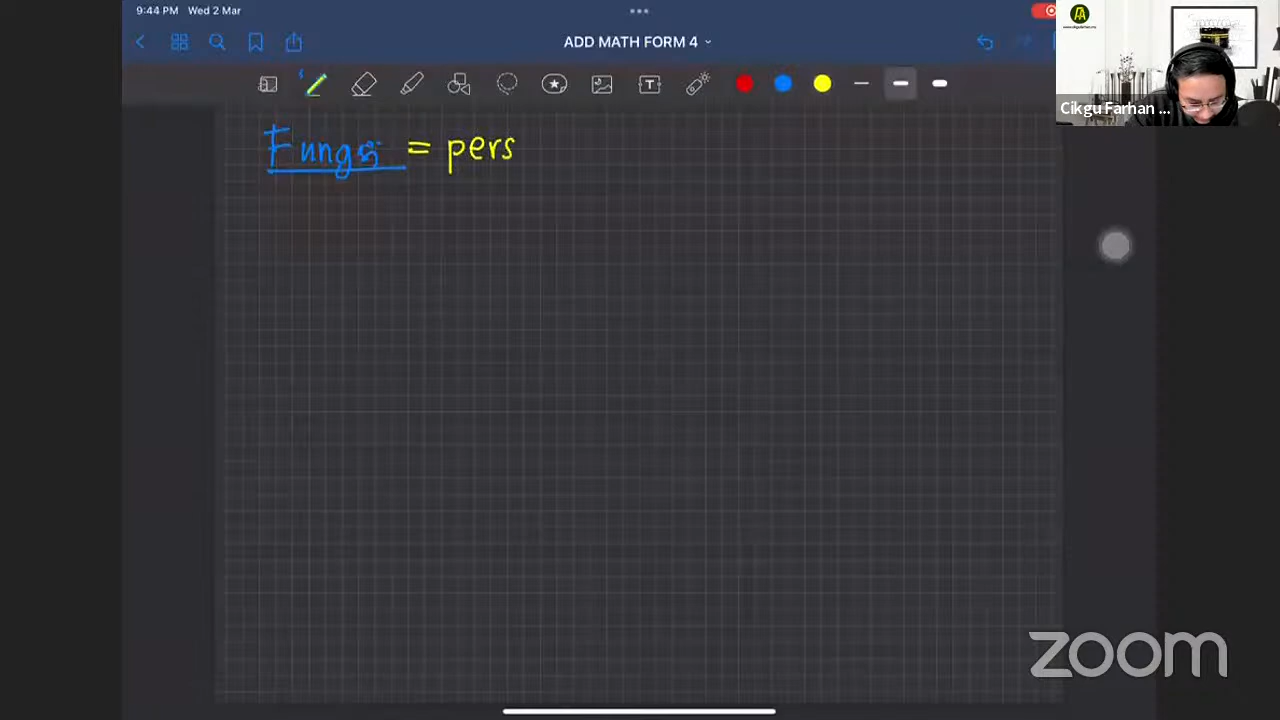 9:44 PM Wed 2 Mar
ADD MATH FORM 4
Cikgu Farhan ...
Fungsi = pers
zoom